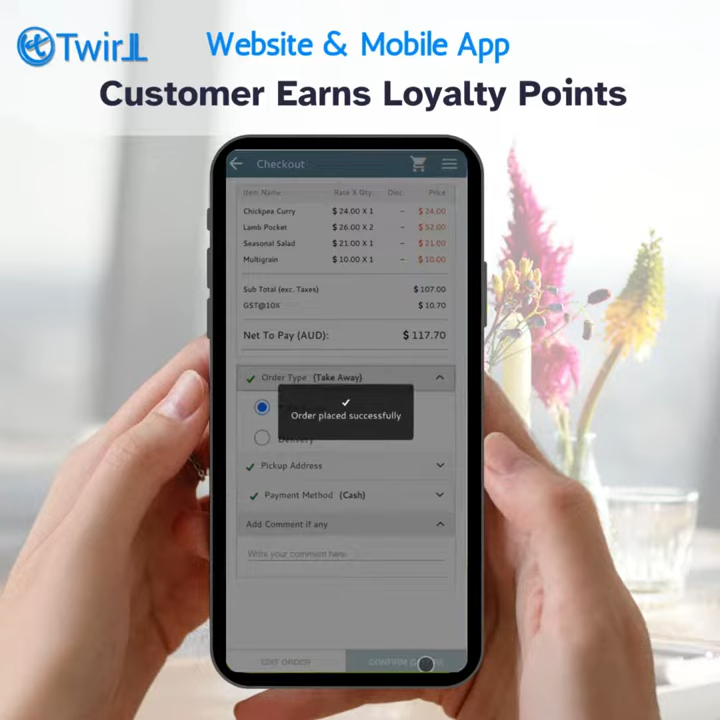 TwirLL
Website & Mobile App
Customer Earns Loyalty Points
Checkout
Item Name Rate X Qty. Disc. Price
Chickpea Curry $ 24.00 X 1 - $ 24.00
Lamb Pocket $ 26.00 X 2 - $ 52.00
Seasonal Salad $ 21.00 X 1 - $ 21.00
Multigrain $ 10.00 X 1 - $ 10.00
Sub Total (exc. Taxes) $ 107.00
GST@10% $ 10.70
Net To Pay (AUD): $ 117.70
Order Type (Take Away)
Order placed successfully
Delivery
Pickup Address
Payment Method (Cash)
Add Comment if any
Write your comment here
EDIT ORDER CONFIRM